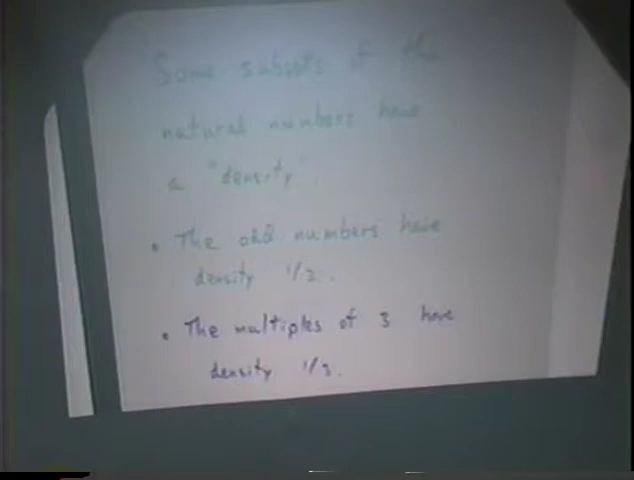 Some subsets of the
natural numbers have
a "density".
• The odd numbers have
density 1/2.
• The multiples of 3 have
density 1/3.